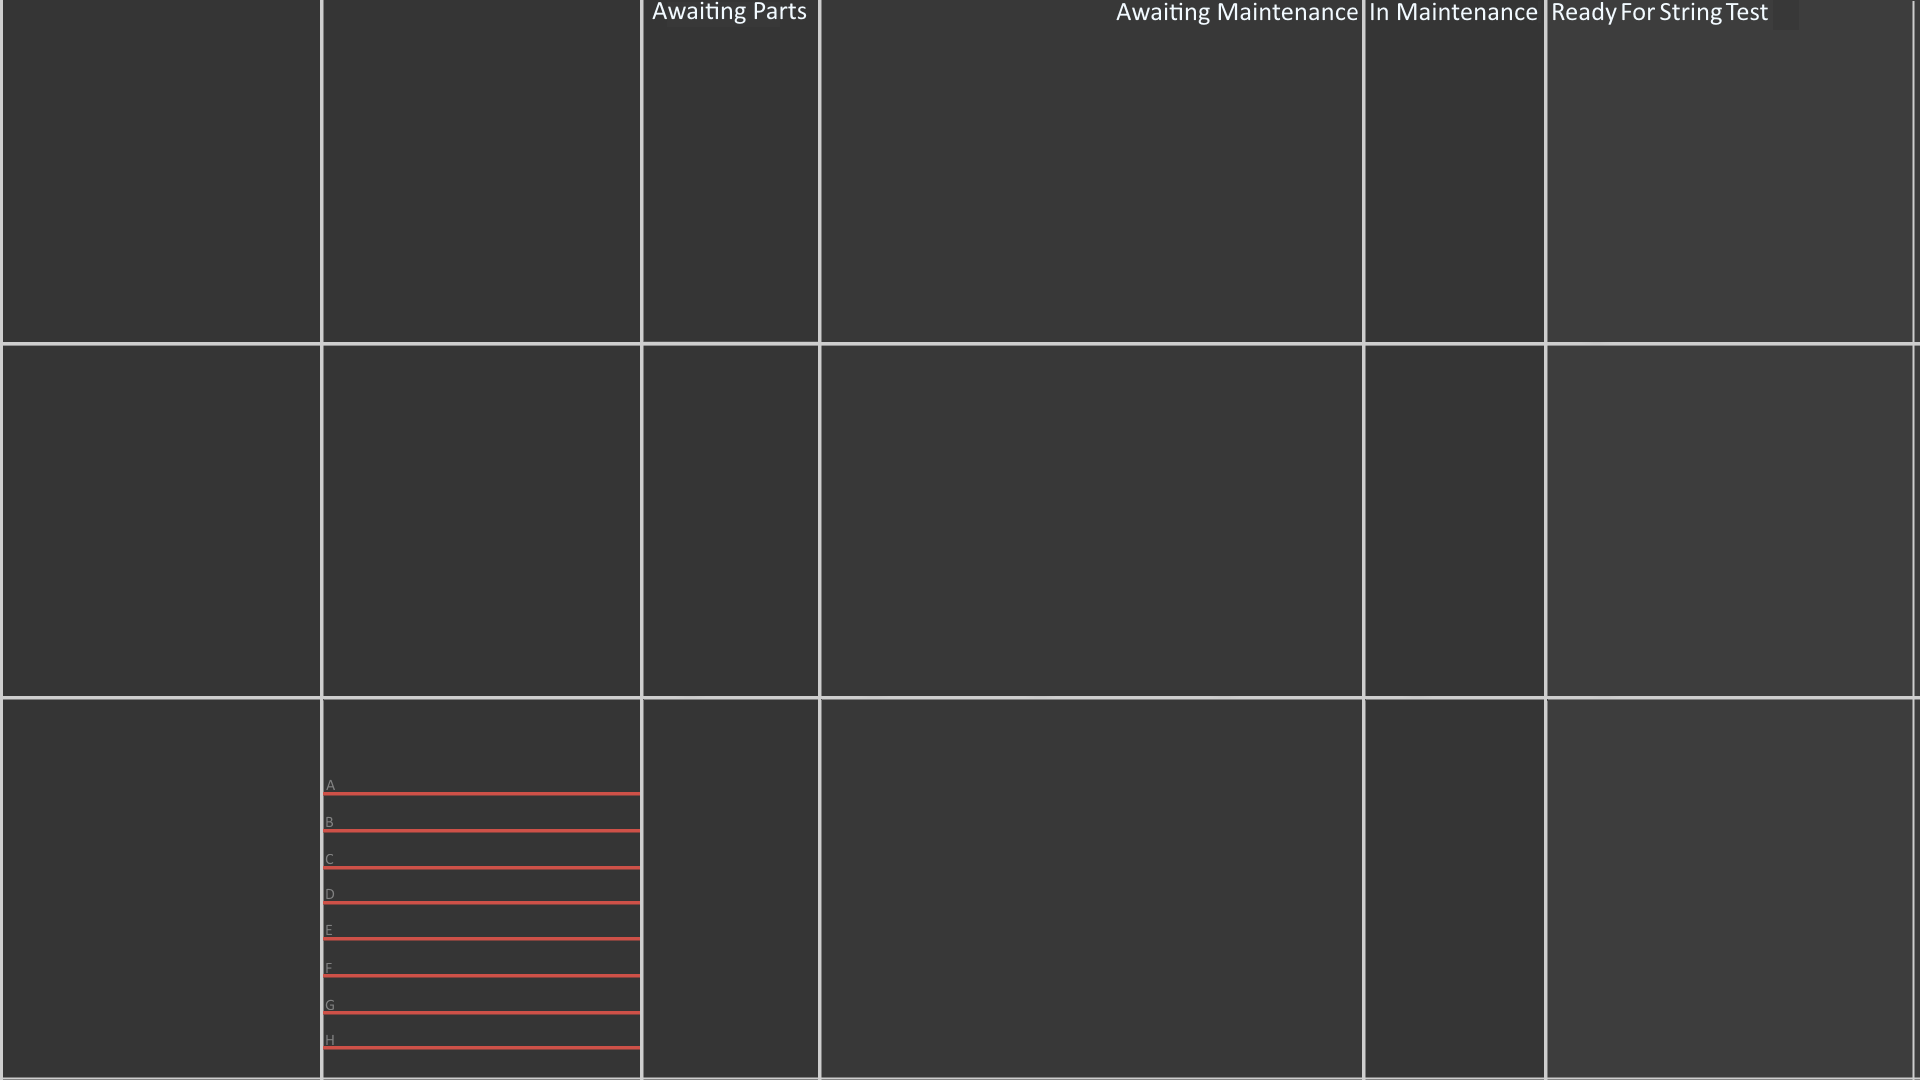 Awaiting Parts
Awaiting Maintenance
In Maintenance
Ready For String Test
A
B
C
D
E
F
G
H